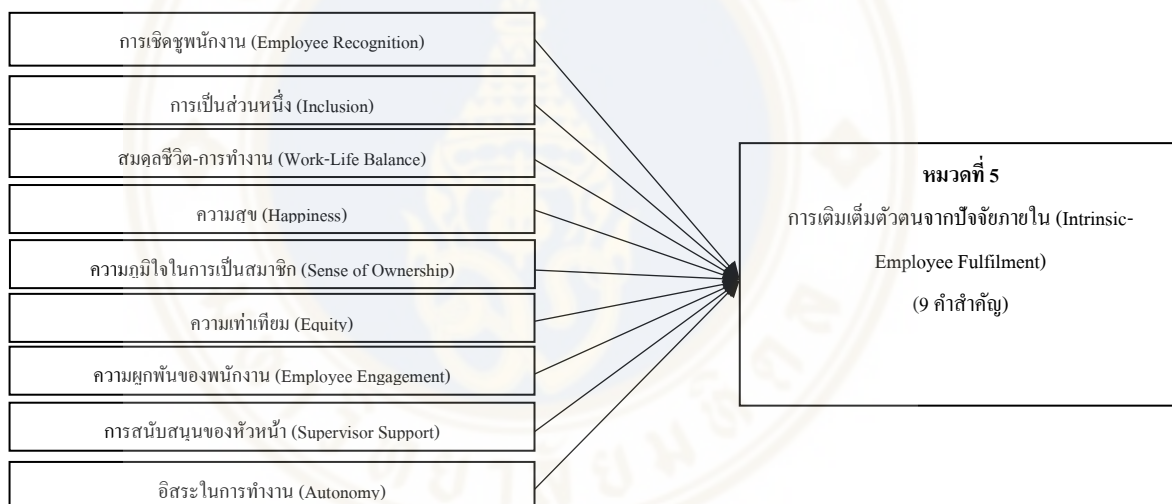 การเชิดชูพนักงาน (Employee Recognition)
การเป็นส่วนหนึ่ง (Inclusion)
สมดุลชีวิต-การทำงาน (Work-Life Balance)
ความสุข (Happiness)
ความภูมิใจในการเป็นสมาชิก (Sense of Ownership)
ความเท่าเทียม (Equity)
ความผูกพันของพนักงาน (Employee Engagement)
การสนับสนุนของหัวหน้า (Supervisor Support)
อิสระในการทำงาน (Autonomy)
หมวดที่ 5
การเติมเต็มตัวตนจากปัจจัยภายใน (Intrinsic-
Employee Fulfilment)
(9 คำสำคัญ)